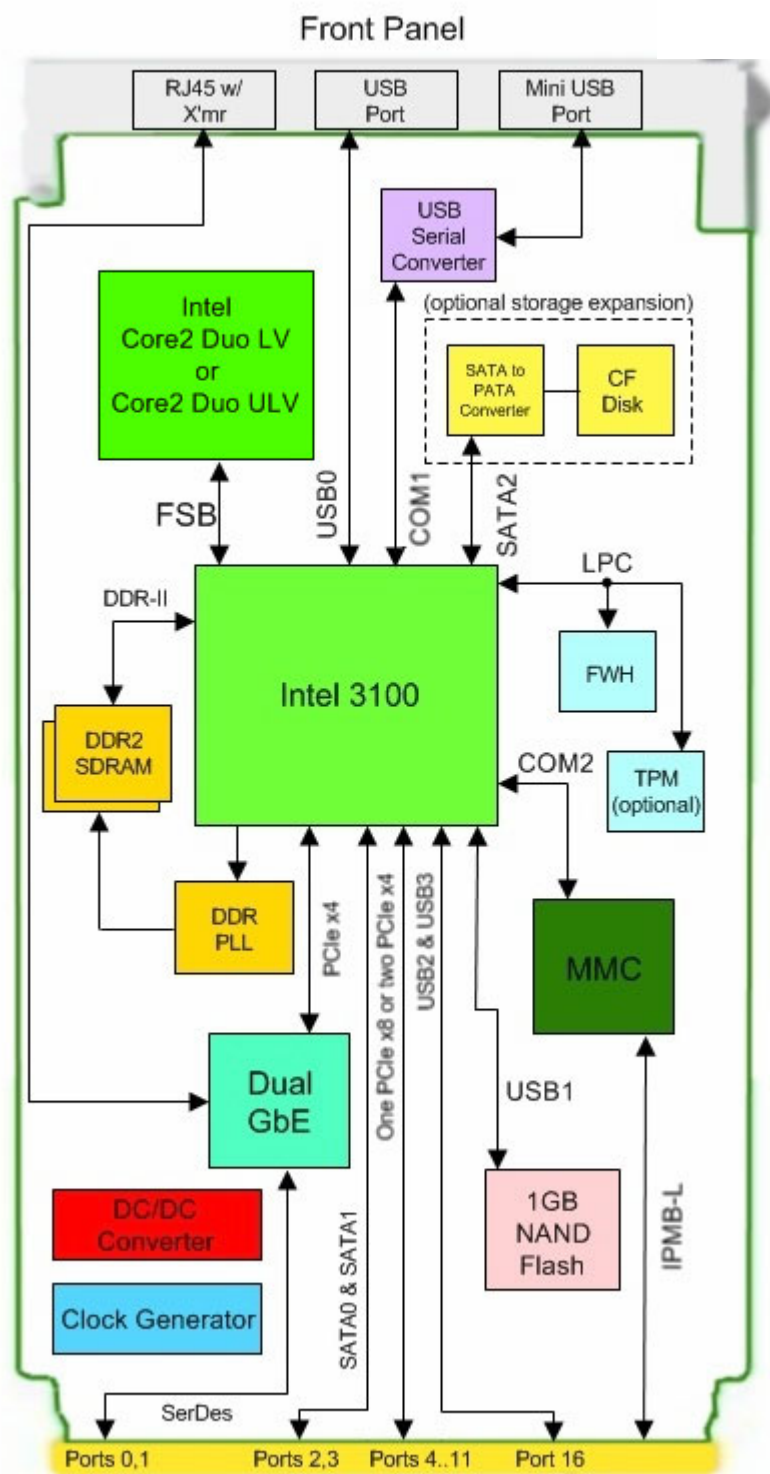 Front Panel
RJ45 w/
X'mr
USB
Port
Mini USB
Port
USB
Serial
Converter
(optional storage expansion)
Intel
Core2 Duo LV
or
Core2 Duo ULV
SATA to
PATA
Converter
CF
Disk
FSB
USB0
COM1
SATA2
LPC
DDR-II
FWH
Intel 3100
DDR2
SDRAM
COM2
TPM
(optional)
DDR
PLL
PCIe x4
One PCIe x8 or two PCIe x4
USB2 & USB3
MMC
Dual
GbE
USB1
DC/DC
Converter
1GB
NAND
Flash
IPMB-L
SATA0 & SATA1
Clock Generator
SerDes
Ports 0,1
Ports 2,3
Ports 4..11
Port 16